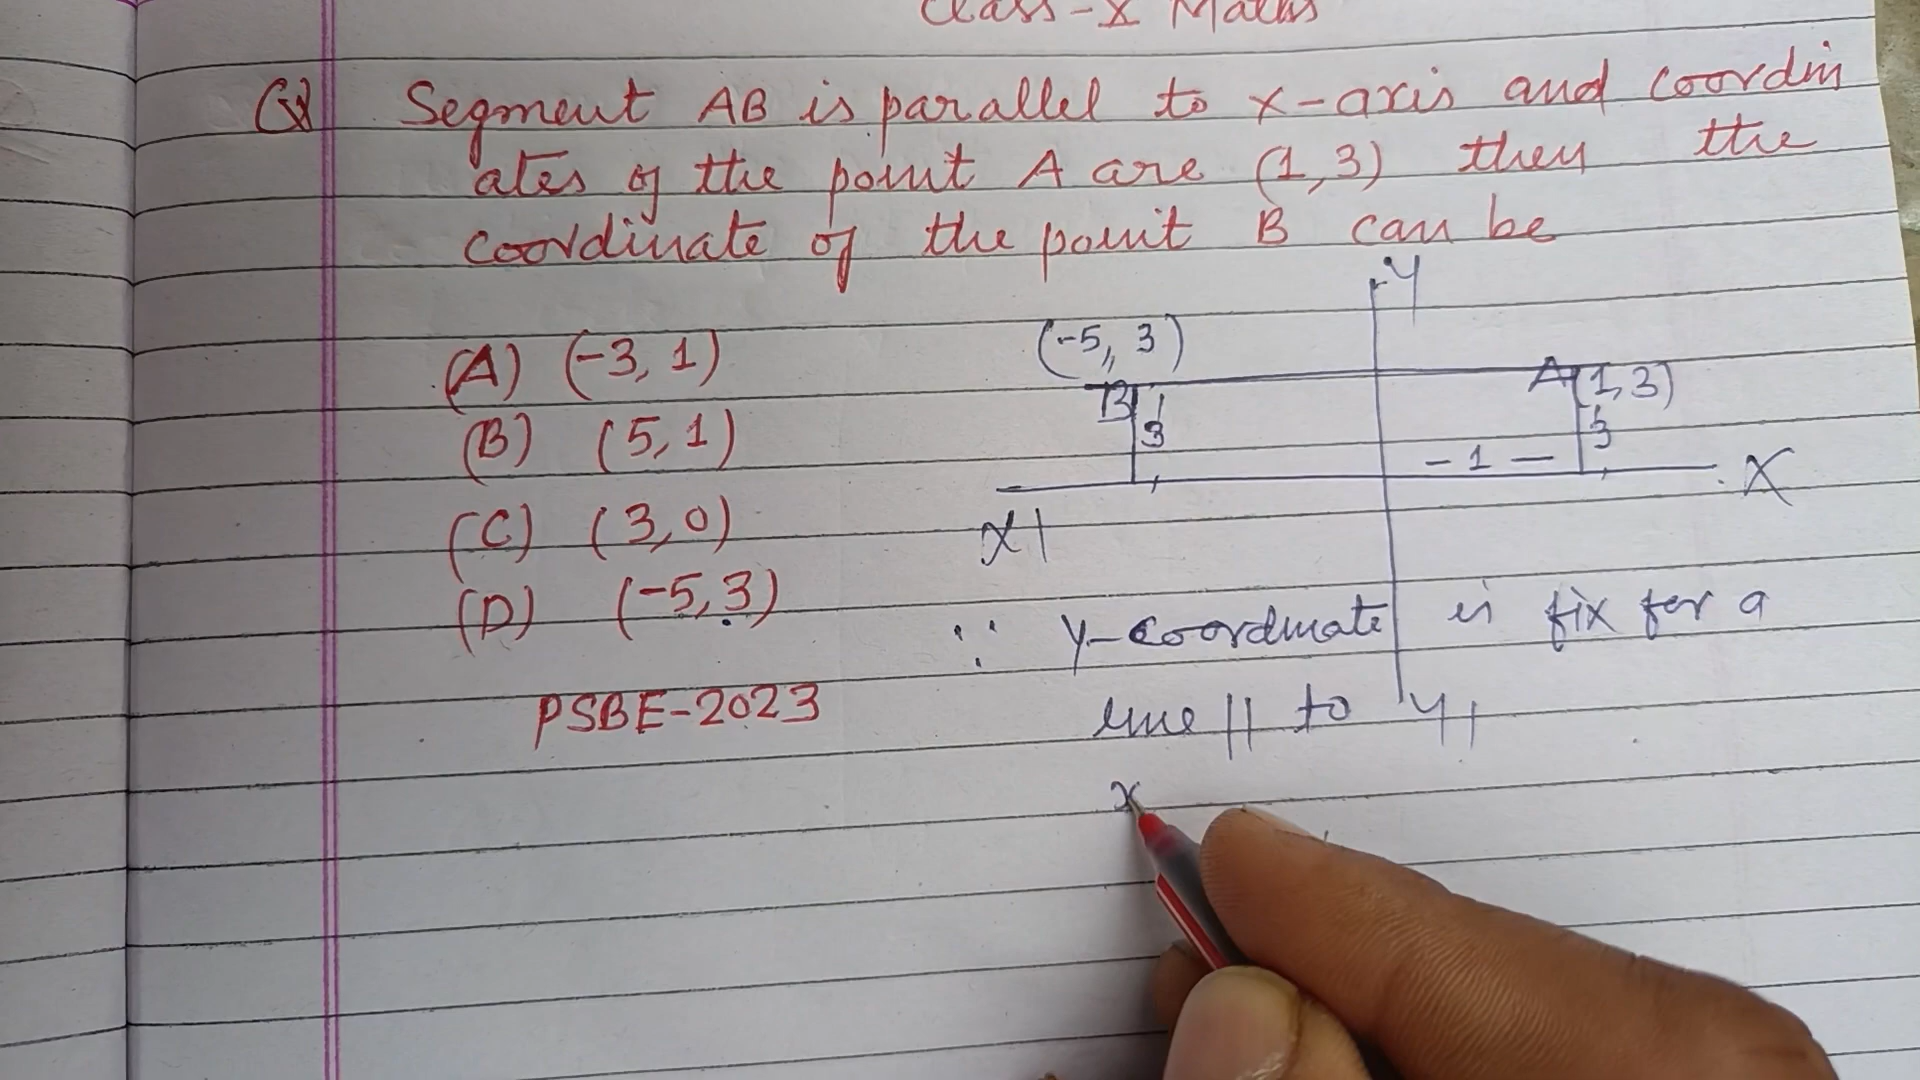 Class-X Maths
Q Segment AB is parallel to x-axis and coordin
ates of the point A are (1,3) then the
coordinate of the point B can be
(A) (-3, 1)
(B) (5, 1)
(C) (3, 0)
(D) (-5, 3)
PSBE-2023
Y
(-5, 3)
B
A (1, 3)
3
3
- 1 -
X
X|
∵ Y-coordinate is fix for a
line || to Y|
x